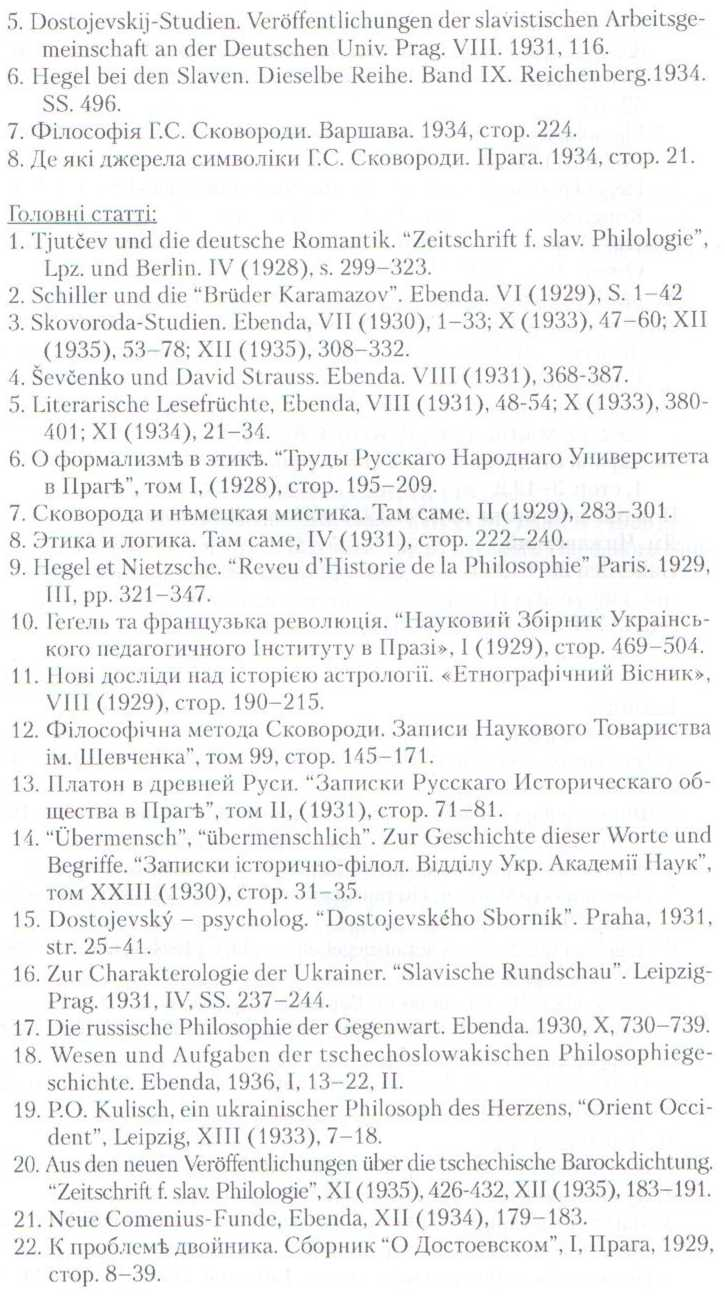 5. Dostojevskij-Studien. Veröffentlichungen der slavistischen Arbeitsge-
meinschaft an der Deutschen Univ. Prag. VIII. 1931, 116.
6. Hegel bei den Slaven. Dieselbe Reihe. Band IX. Reichenberg.1934.
SS. 496.
7. Філософія Г.С. Сковороди. Варшава. 1934, стор. 224.
8. Де які джерела символіки Г.С. Сковороди. Прага. 1934, стор. 21.
Головні статті:
1. Tjutčev und die deutsche Romantik. “Zeitschrift f. slav. Philologie”,
Lpz. und Berlin. IV (1928), s. 299–323.
2. Schiller und die “Brüder Karamazov”. Ebenda. VI (1929), S. 1–42
3. Skovoroda-Studien. Ebenda, VII (1930), 1–33; X (1933), 47–60; XII
(1935), 53–78; XII (1935), 308–332.
4. Ševčenko und David Strauss. Ebenda. VIII (1931), 368-387.
5. Literarische Lesefrüchte, Ebenda, VIII (1931), 48-54; X (1933), 380-
401; XI (1934), 21–34.
6. О формализмѣ в этикѣ. “Труды Русскаго Народнаго Университета
в Прагѣ”, том I, (1928), стор. 195–209.
7. Сковорода и нѣмецкая мистика. Там саме. II (1929), 283–301.
8. Этика и логика. Там саме, IV (1931), стор. 222–240.
9. Hegel et Nietzsche. “Reveu d’Historie de la Philosophie” Paris. 1929,
III, pp. 321–347.
10. Геґель та французька революція. “Науковий Збірник Украінсь-
кого педагогичного Інституту в Празі», I (1929), стор. 469–504.
11. Нові досліди над історією астрології. «Етнографічний Вісник»,
VIII (1929), стор. 190–215.
12. Філософічна метода Сковороди. Записи Наукового Товариства
ім. Шевченка”, том 99, стор. 145–171.
13. Платон в древней Руси. “Записки Русскаго Историческаго об-
щества в Прагѣ”, том II, (1931), стор. 71–81.
14. “Übermensch”, “übermenschlich”. Zur Geschichte dieser Worte und
Begriffe. “Записки історично-філол. Відділу Укр. Академії Наук”,
том XXIII (1930), стор. 31–35.
15. Dostojevský – psycholog. “Dostojevského Sbornik”. Praha, 1931,
str. 25–41.
16. Zur Charakterologie der Ukrainer. “Slavische Rundschau”. Leipzig-
Prag. 1931, IV, SS. 237–244.
17. Die russische Philosophie der Gegenwart. Ebenda. 1930, X, 730–739.
18. Wesen und Aufgaben der tschechoslowakischen Philosophiege-
schichte. Ebenda, 1936, I, 13–22, II.
19. P.O. Kulisch, ein ukrainischer Philosoph des Herzens, “Orient Occi-
dent”, Leipzig, XIII (1933), 7–18.
20. Aus den neuen Veröffentlichungen über die tschechische Barockdichtung.
“Zeitschrift f. slav. Philologie”, XI (1935), 426-432, XII (1935), 183–191.
21. Neue Comenius-Funde, Ebenda, XII (1934), 179–183.
22. К проблемѣ двойника. Сборник “О Достоевском”, I, Прага, 1929,
стор. 8–39.